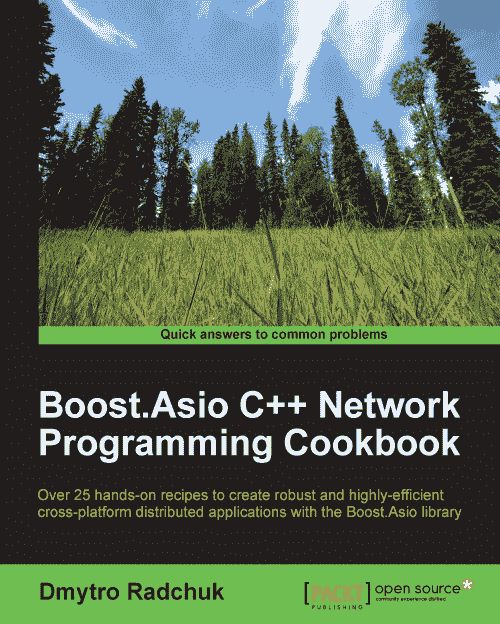 Quick answers to common problems
Boost.Asio C++ Network
Programming Cookbook
Over 25 hands-on recipes to create robust and highly-efficient
cross-platform distributed applications with the Boost.Asio library
Dmytro Radchuk
[PACKT] open source*
PUBLISHING community experience distilled